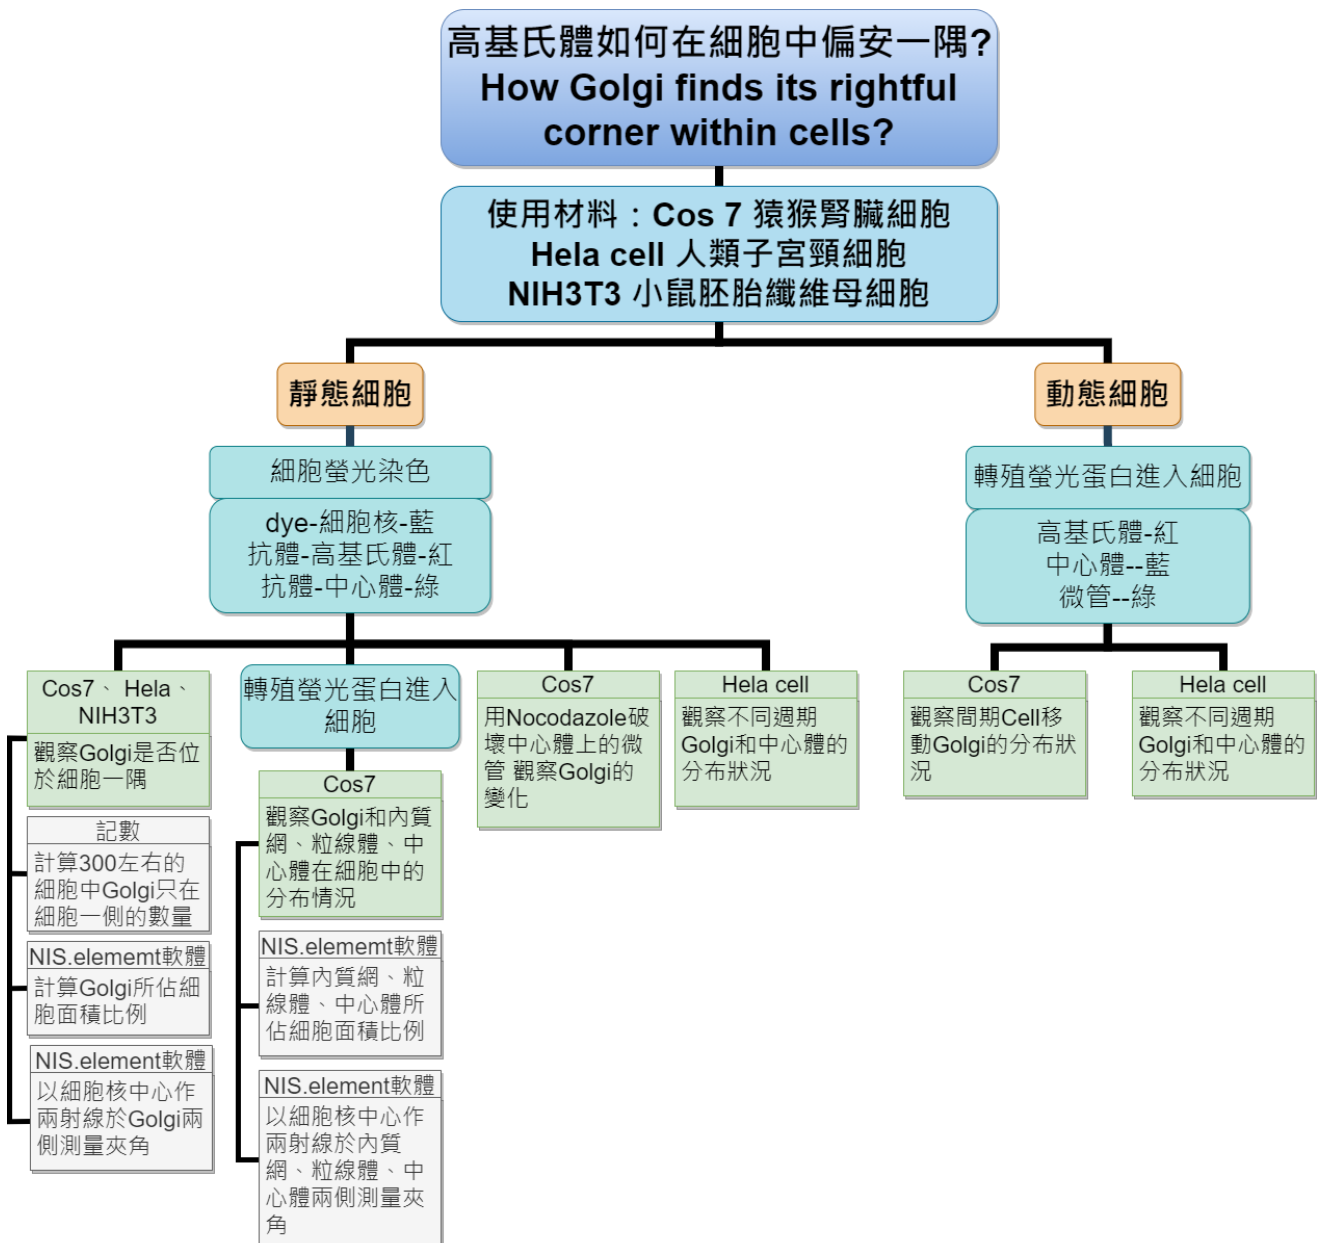 高基氏體如何在細胞中偏安一隅?
How Golgi finds its rightful
corner within cells?
使用材料：Cos 7 猿猴腎臟細胞
Hela cell 人類子宮頸細胞
NIH3T3 小鼠胚胎纖維母細胞
靜態細胞
細胞螢光染色
dye-細胞核-藍
抗體-高基氏體-紅
抗體-中心體-綠
Cos7、 Hela、
NIH3T3
觀察Golgi是否位
於細胞一隅
記數
計算300左右的
細胞中Golgi只在
細胞一側的數量
NIS.elememt軟體
計算Golgi所佔細
胞面積比例
NIS.element軟體
以細胞核中心作
兩射線於Golgi兩
側測量夾角
轉殖螢光蛋白進入
細胞
Cos7
觀察Golgi和內質
網、粒線體、中
心體在細胞中的
分布情況
NIS.elememt軟體
計算內質網、粒
線體、中心體所
佔細胞面積比例
NIS.element軟體
以細胞核中心作
兩射線於內質
網、粒線體、中
心體兩側測量夾
角
Cos7
用Nocodazole破
壞中心體上的微
管 觀察Golgi的
變化
Hela cell
觀察不同週期
Golgi和中心體的
分布狀況
動態細胞
轉殖螢光蛋白進入細胞
高基氏體-紅
中心體--藍
微管--綠
Cos7
觀察間期Cell移
動Golgi的分布狀
況
Hela cell
觀察不同週期
Golgi和中心體的
分布狀況